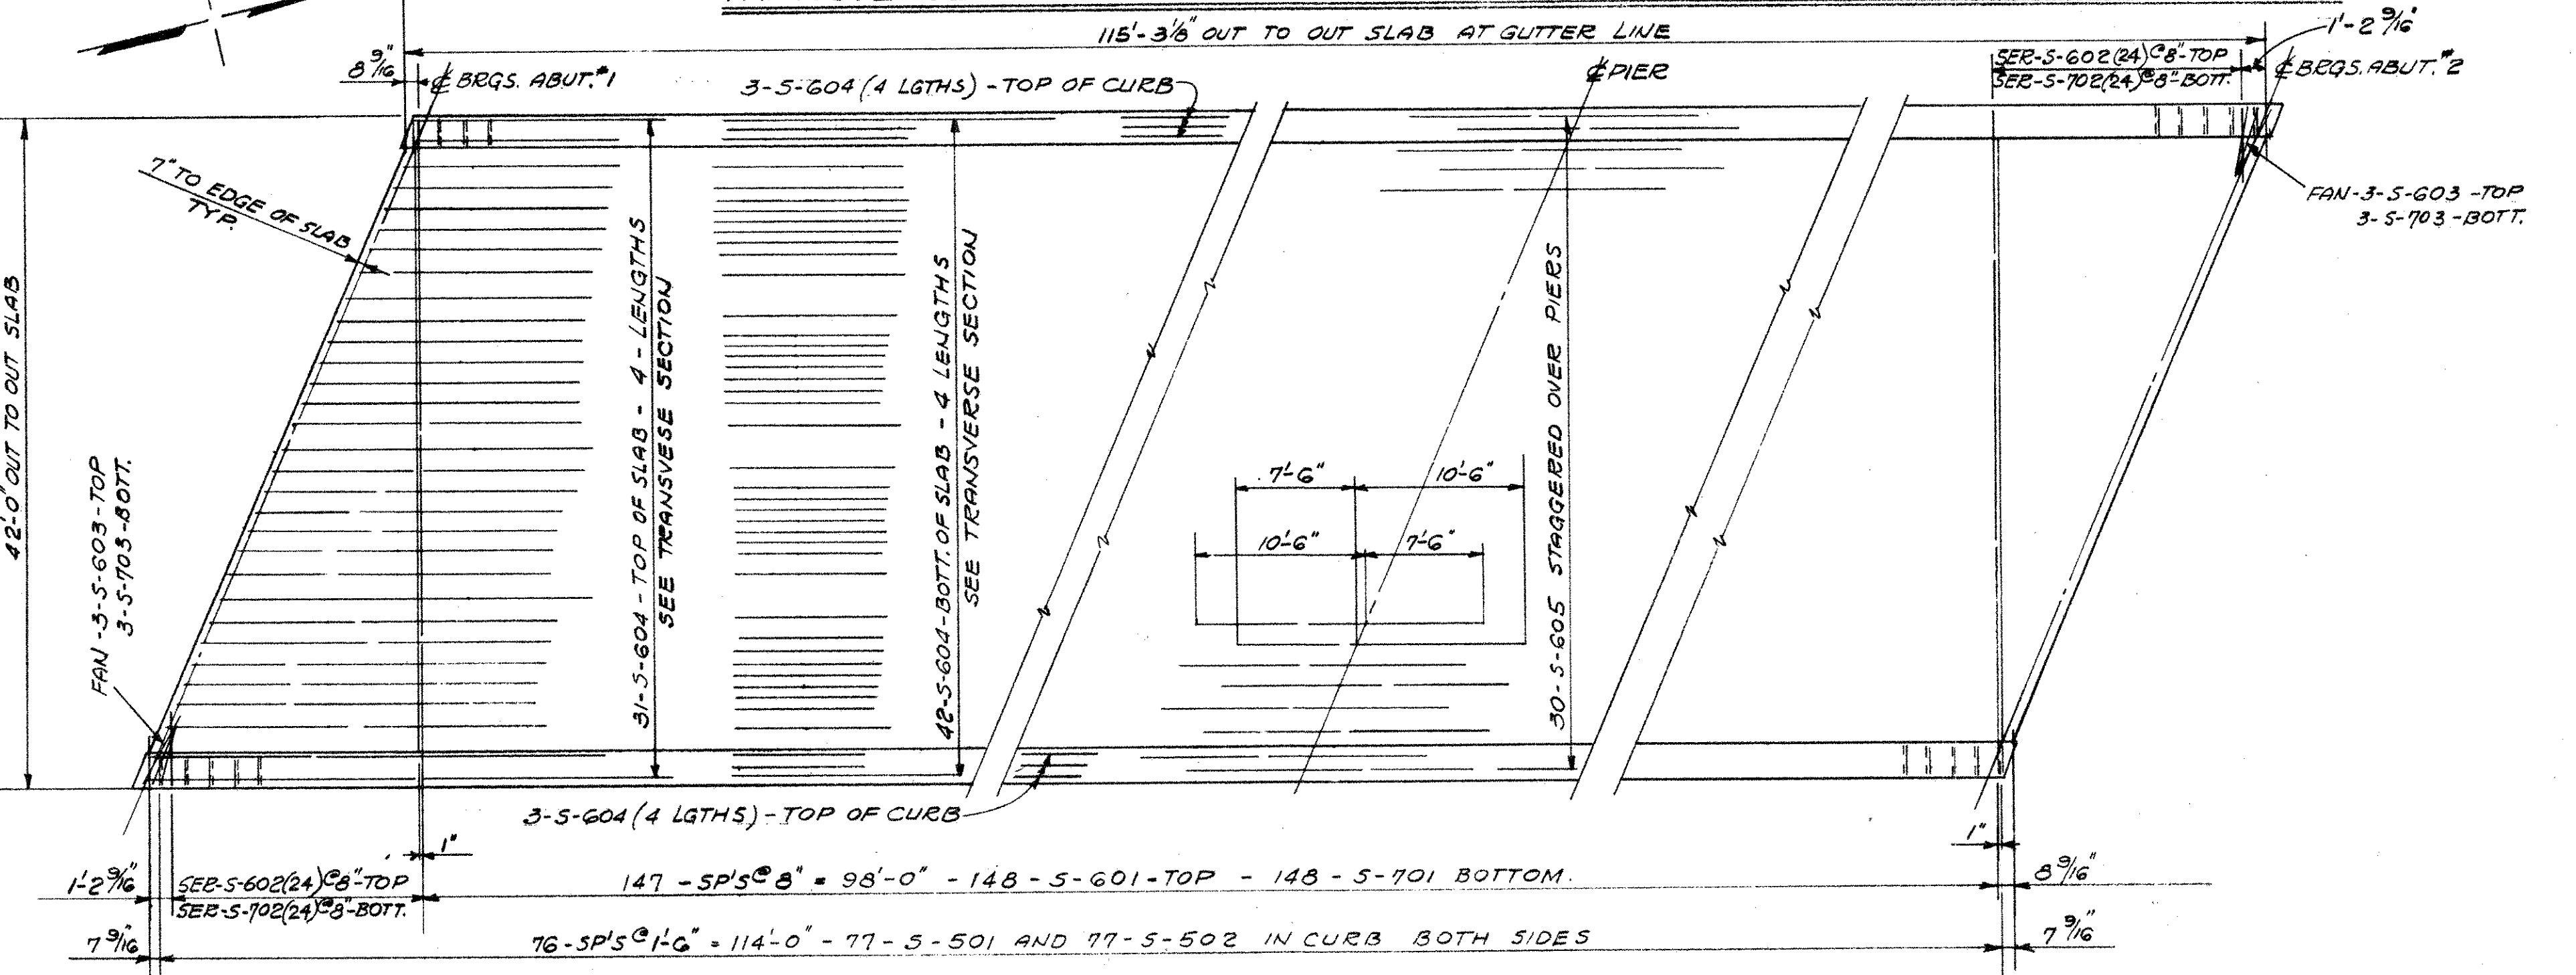 115'-3⅛" OUT TO OUT SLAB AT GUTTER LINE
1'-2 9/16"
8 9/16"
℄ BRGS. ABUT. #1
3-S-604 (4 LGTHS) - TOP OF CURB
℄ PIER
SER-S-602(24)@8"-TOP
SER-S-702(24)@8"-BOTT.
℄ BRGS. ABUT. #2
7" TO EDGE OF SLAB
TYP.
FAN-3-S-603-TOP
3-S-703-BOTT.
42'-0" OUT TO OUT SLAB
31-S-604 - TOP OF SLAB - 4 - LENGTHS
SEE TRANSVESE SECTION
42-S-604-BOTT. OF SLAB - 4 LENGTHS
SEE TRANSVERSE SECTION
30-S-605 STAGGERED OVER PIERS
7'-6"
10'-6"
10'-6"
7'-6"
FAN-3-S-603-TOP
3-S-703-BOTT.
3-S-604 (4 LGTHS) - TOP OF CURB
1"
1"
1'-2 9/16"
SER-S-602(24)@8"-TOP
SER-S-702(24)@8"-BOTT.
147 - SP'S @ 8" = 98'-0" - 148 - S-601 - TOP - 148 - S-701 BOTTOM.
8 9/16"
7 9/16"
76 - SP'S @ 1'-6" = 114'-0" - 77 - S-501 AND 77 - S-502 IN CURB BOTH SIDES
7 9/16"